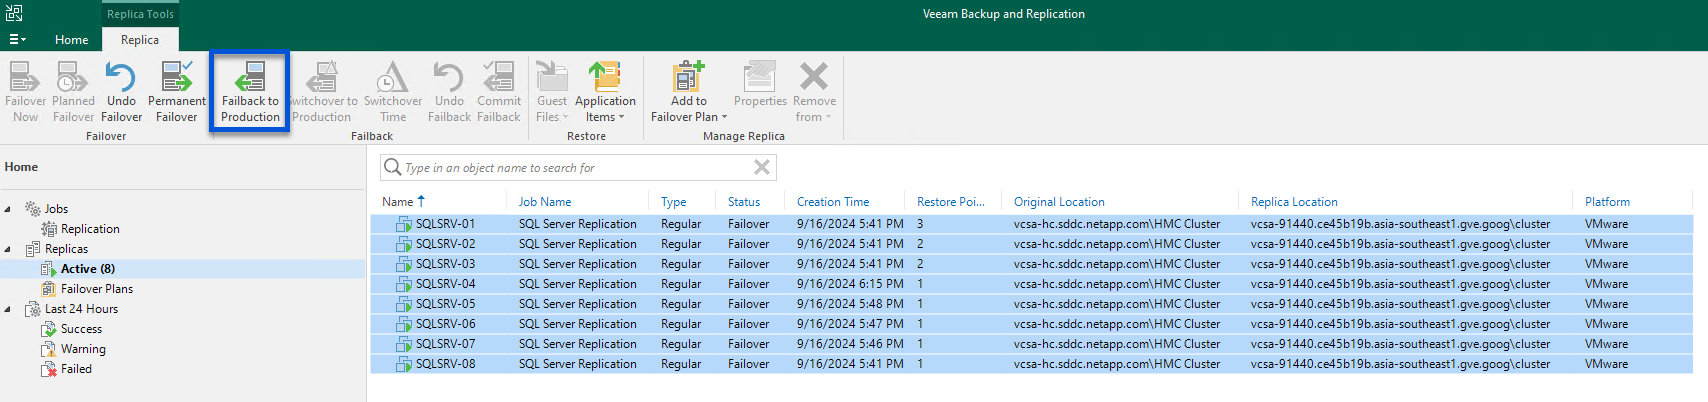 Replica Tools
Veeam Backup and Replication
Home Replica
Failover Now
Planned Failover
Undo Failover
Permanent Failover
Failback to Production
Switchover to Production
Switchover Time
Undo Failback
Commit Failback
Guest Files
Application Items
Add to Failover Plan
Properties
Remove from
Failover
Failback
Restore
Manage Replica
Home
Type in an object name to search for
Jobs
Replication
Replicas
Active (8)
Failover Plans
Last 24 Hours
Success
Warning
Failed
Name Job Name Type Status Creation Time Restore Poi... Original Location Replica Location Platform
SQLSRV-01 SQL Server Replication Regular Failover 9/16/2024 5:41 PM 3 vcsa-hc.sddc.netapp.com\HMC Cluster vcsa-91440.ce45b19b.asia-southeast1.gve.goog\cluster VMware
SQLSRV-02 SQL Server Replication Regular Failover 9/16/2024 5:41 PM 2 vcsa-hc.sddc.netapp.com\HMC Cluster vcsa-91440.ce45b19b.asia-southeast1.gve.goog\cluster VMware
SQLSRV-03 SQL Server Replication Regular Failover 9/16/2024 5:41 PM 2 vcsa-hc.sddc.netapp.com\HMC Cluster vcsa-91440.ce45b19b.asia-southeast1.gve.goog\cluster VMware
SQLSRV-04 SQL Server Replication Regular Failover 9/16/2024 6:15 PM 1 vcsa-hc.sddc.netapp.com\HMC Cluster vcsa-91440.ce45b19b.asia-southeast1.gve.goog\cluster VMware
SQLSRV-05 SQL Server Replication Regular Failover 9/16/2024 5:48 PM 1 vcsa-hc.sddc.netapp.com\HMC Cluster vcsa-91440.ce45b19b.asia-southeast1.gve.goog\cluster VMware
SQLSRV-06 SQL Server Replication Regular Failover 9/16/2024 5:47 PM 1 vcsa-hc.sddc.netapp.com\HMC Cluster vcsa-91440.ce45b19b.asia-southeast1.gve.goog\cluster VMware
SQLSRV-07 SQL Server Replication Regular Failover 9/16/2024 5:46 PM 1 vcsa-hc.sddc.netapp.com\HMC Cluster vcsa-91440.ce45b19b.asia-southeast1.gve.goog\cluster VMware
SQLSRV-08 SQL Server Replication Regular Failover 9/16/2024 5:41 PM 1 vcsa-hc.sddc.netapp.com\HMC Cluster vcsa-91440.ce45b19b.asia-southeast1.gve.goog\cluster VMware